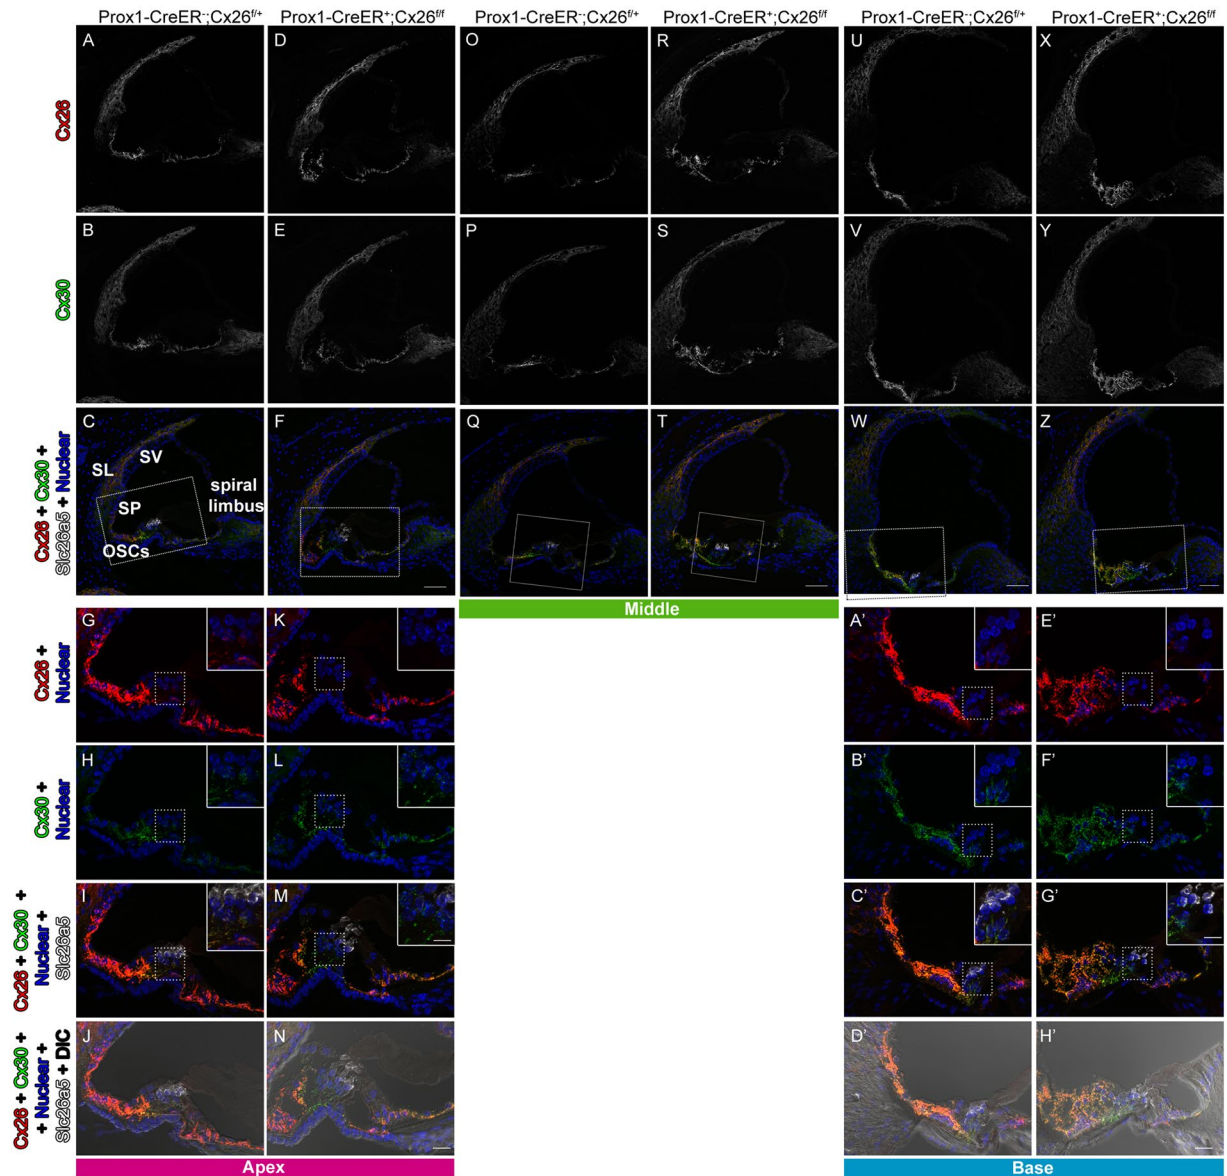 Prox1-CreER⁻;Cx26f/+ Prox1-CreER⁺;Cx26f/f Prox1-CreER⁻;Cx26f/+ Prox1-CreER⁺;Cx26f/f Prox1-CreER⁻;Cx26f/+ Prox1-CreER⁺;Cx26f/f
A D O R U X
Cx26
B E P S V Y
Cx30
C F Q T W Z
Cx26 + Cx30 +
Slc26a5 + Nuclear
SV
SL
SP
spiral
limbus
OSCs
Middle
G K A' E'
Cx26 +
Nuclear
H L B' F'
Cx30 +
Nuclear
I M C' G'
Cx26 + Cx30 +
Nuclear +
Slc26a5
J N D' H'
Cx26 + Cx30 +
+ Nuclear +
Slc26a5 + DIC
Apex Base